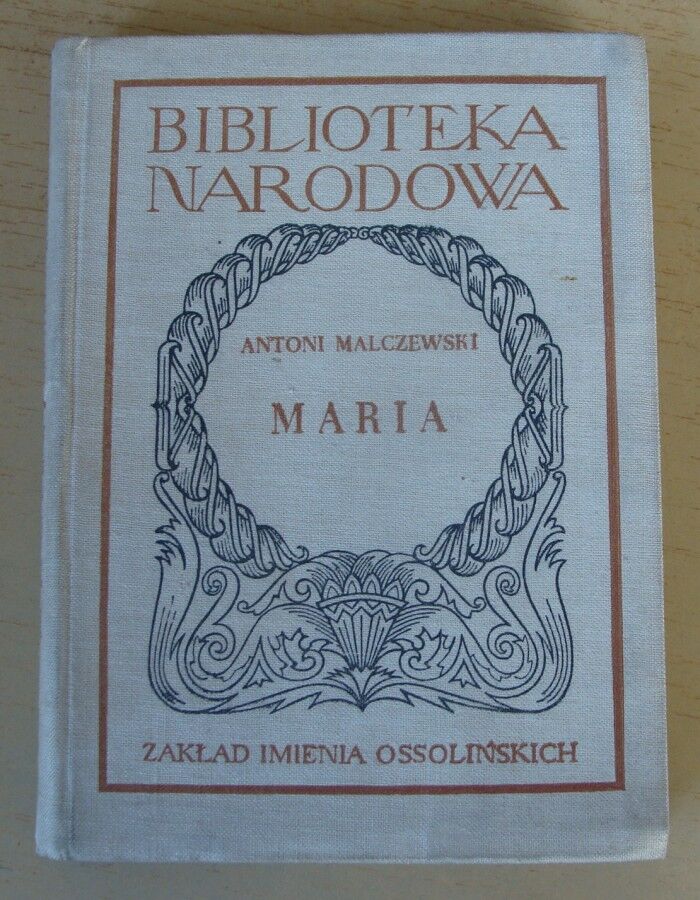 BIBLIOTEKA
NARODOWA
ANTONI MALCZEWSKI
MARIA
ZAKŁAD IMIENIA OSSOLIŃSKICH